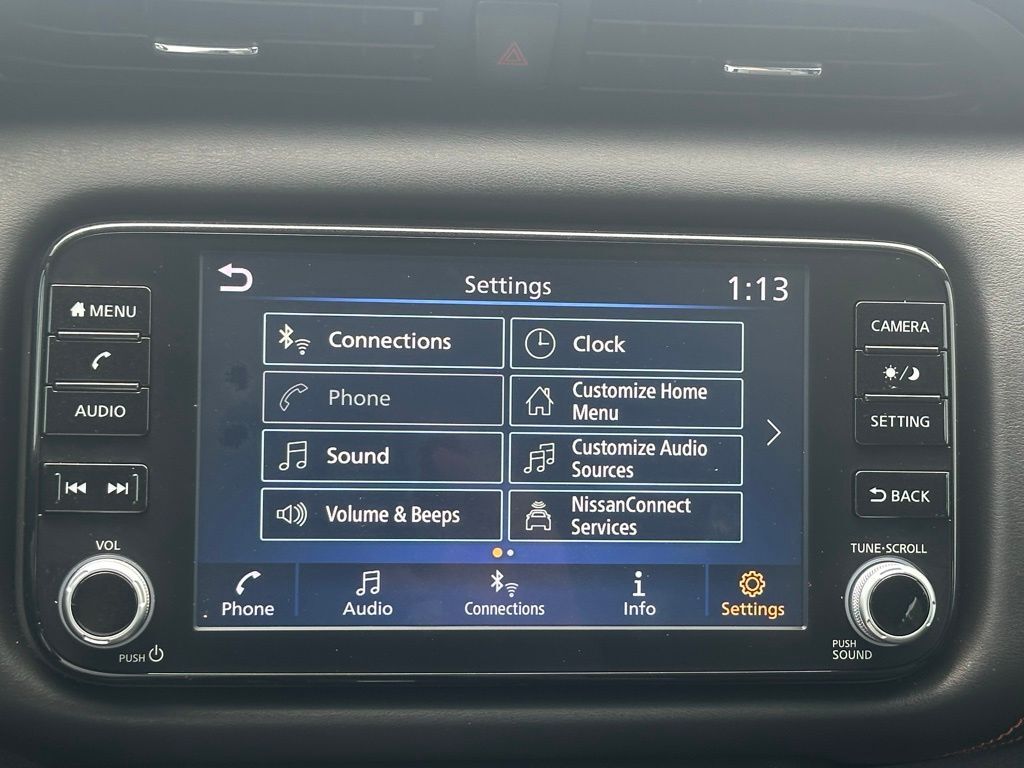 Settings
1:13
MENU
AUDIO
VOL
PUSH
Connections
Clock
Phone
Customize Home
Menu
Sound
Customize Audio
Sources
Volume & Beeps
NissanConnect
Services
Phone
Audio
Connections
Info
Settings
CAMERA
SETTING
BACK
TUNE·SCROLL
PUSH
SOUND